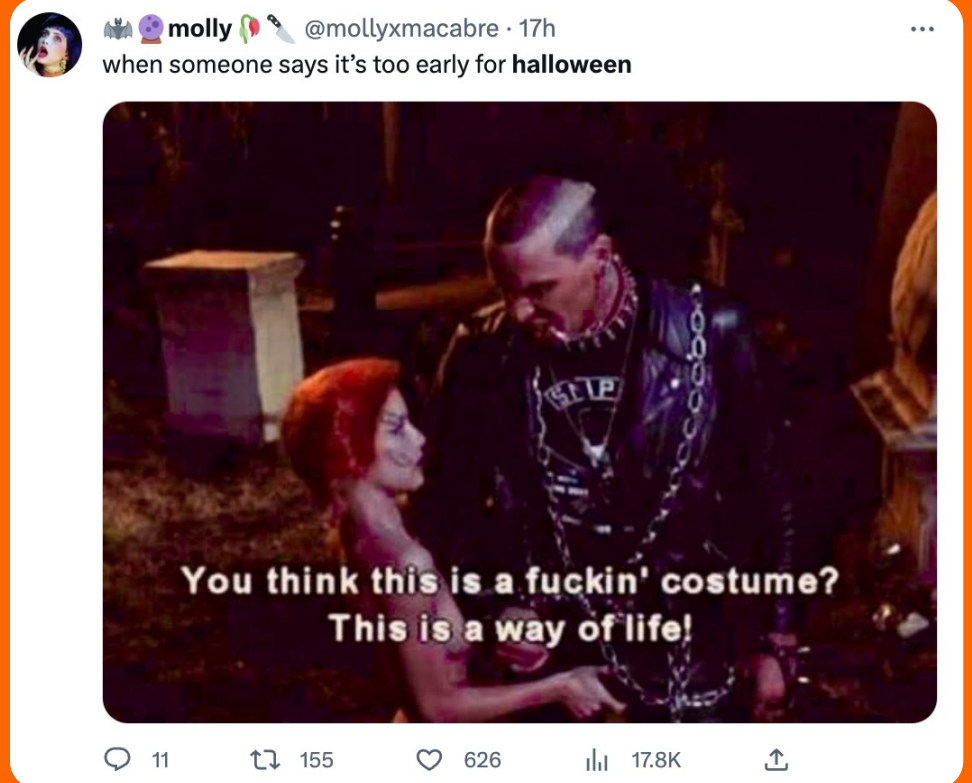 molly @mollyxmacabre · 17h
when someone says it’s too early for halloween
You think this is a fuckin' costume?
This is a way of life!
11 155 626 17.8K